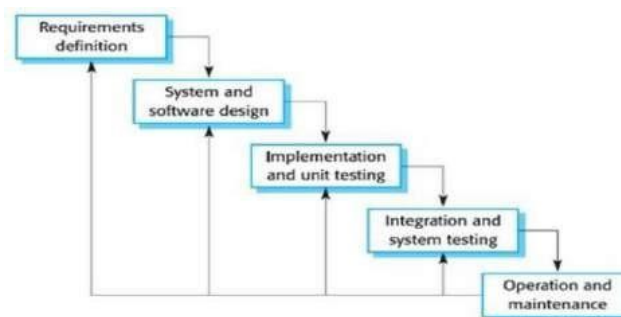 Requirements
definition
System and
software design
Implementation
and unit testing
Integration and
system testing
Operation and
maintenance